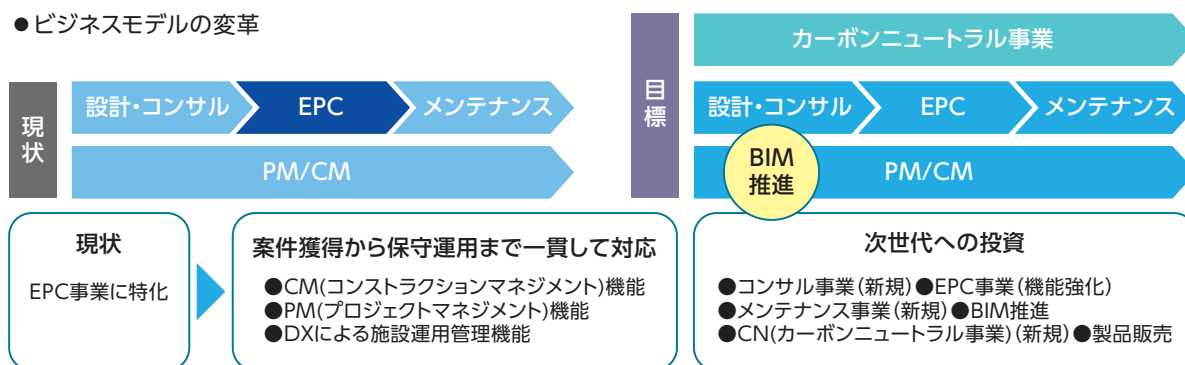 ●ビジネスモデルの変革
現状
設計・コンサル
EPC
メンテナンス
PM/CM
目標
カーボンニュートラル事業
設計・コンサル
EPC
メンテナンス
BIM
推進
PM/CM
現状
EPC事業に特化
案件獲得から保守運用まで一貫して対応
●CM(コンストラクションマネジメント)機能
●PM(プロジェクトマネジメント)機能
●DXによる施設運用管理機能
次世代への投資
●コンサル事業(新規)●EPC事業(機能強化)
●メンテナンス事業(新規)●BIM推進
●CN(カーボンニュートラル事業)(新規)●製品販売